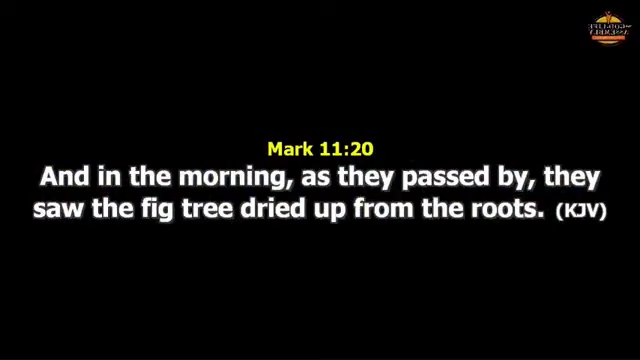 Mark 11:20
And in the morning, as they passed by, they
saw the fig tree dried up from the roots. (KJV)